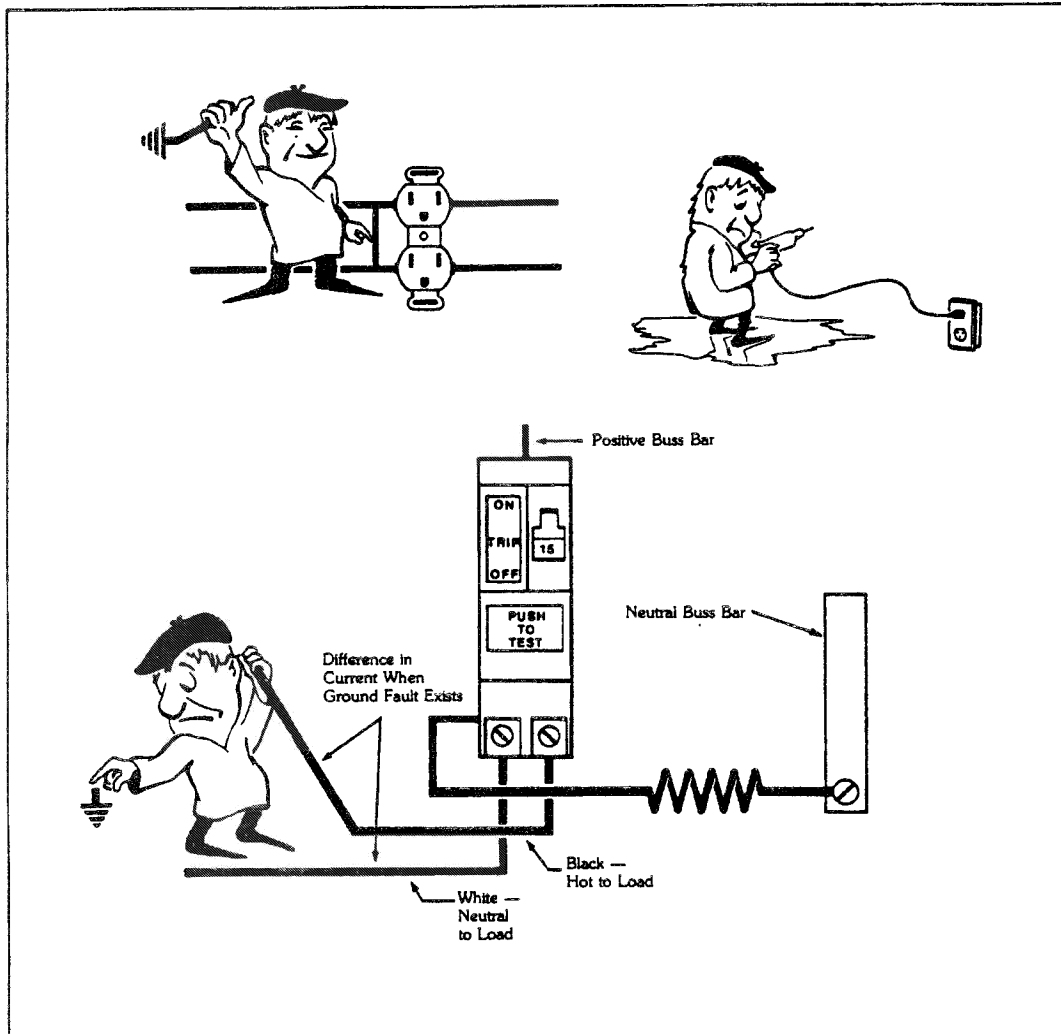 Positive Buss Bar
ON
TRIP
OFF
15
PUSH
TO
TEST
Neutral Buss Bar
Difference in
Current When
Ground Fault Exists
Black —
Hot to Load
White —
Neutral
to Load